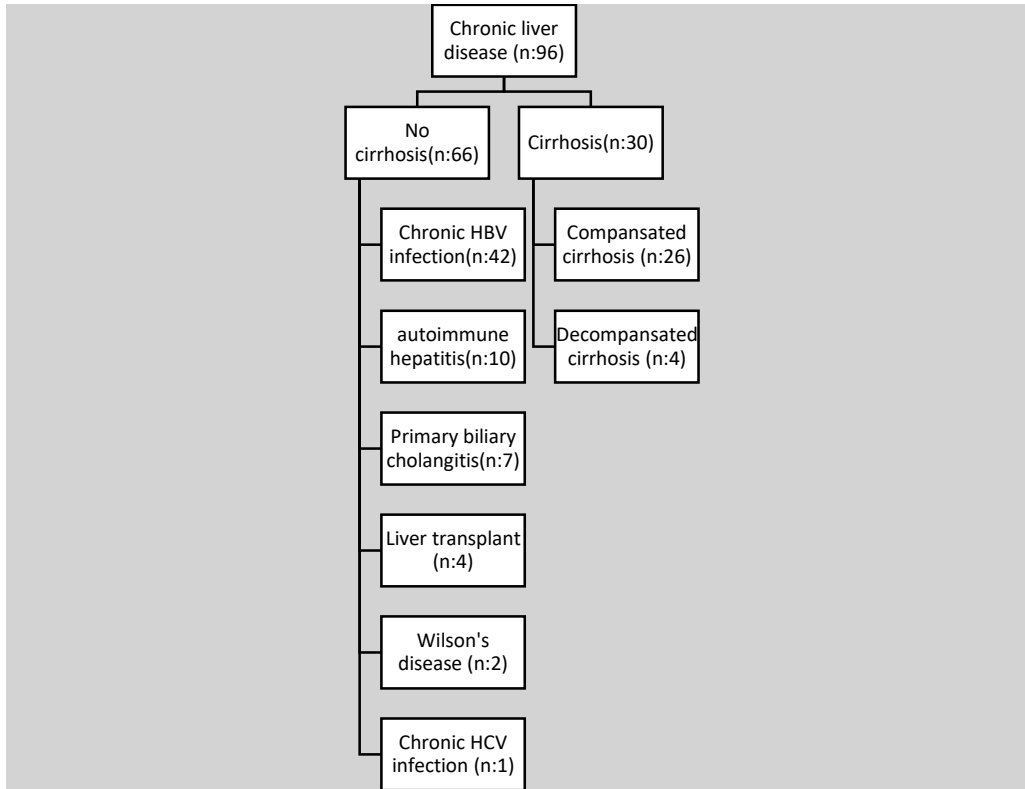 Chronic liver
disease (n:96)
No
cirrhosis(n:66)
Cirrhosis(n:30)
Chronic HBV
infection(n:42)
autoimmune
hepatitis(n:10)
Primary biliary
cholangitis(n:7)
Liver transplant
(n:4)
Wilson's
disease (n:2)
Chronic HCV
infection (n:1)
Compansated
cirrhosis (n:26)
Decompansated
cirrhosis (n:4)